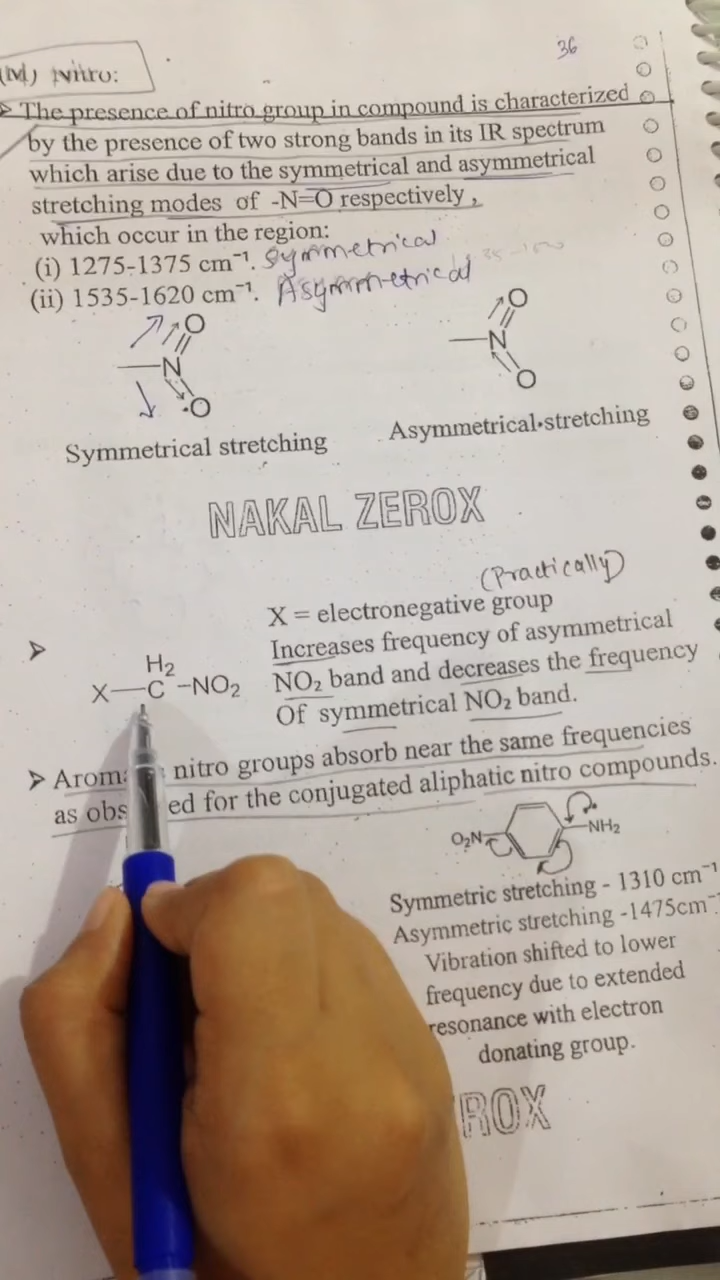 36
(M) Nitro:
➤ The presence of nitro group in compound is characterized
by the presence of two strong bands in its IR spectrum
which arise due to the symmetrical and asymmetrical
stretching modes of -N=O respectively,
which occur in the region:
(i) 1275-1375 cm⁻¹. Symmetrical
(ii) 1535-1620 cm⁻¹. Asymmetrical
O
N
O
O
N
O
Symmetrical stretching
Asymmetrical stretching
NAKAL ZEROX
(Practically)
X = electronegative group
➤ Increases frequency of asymmetrical
X—CH₂-NO₂ NO₂ band and decreases the frequency
Of symmetrical NO₂ band.
➤ nitro groups absorb near the same frequencies
as for the conjugated aliphatic nitro compounds.
O₂N NH₂
Symmetric stretching - 1310 cm⁻¹
Asymmetric stretching -1475cm⁻
Vibration shifted to lower
frequency due to extended
resonance with electron
donating group.
ROX